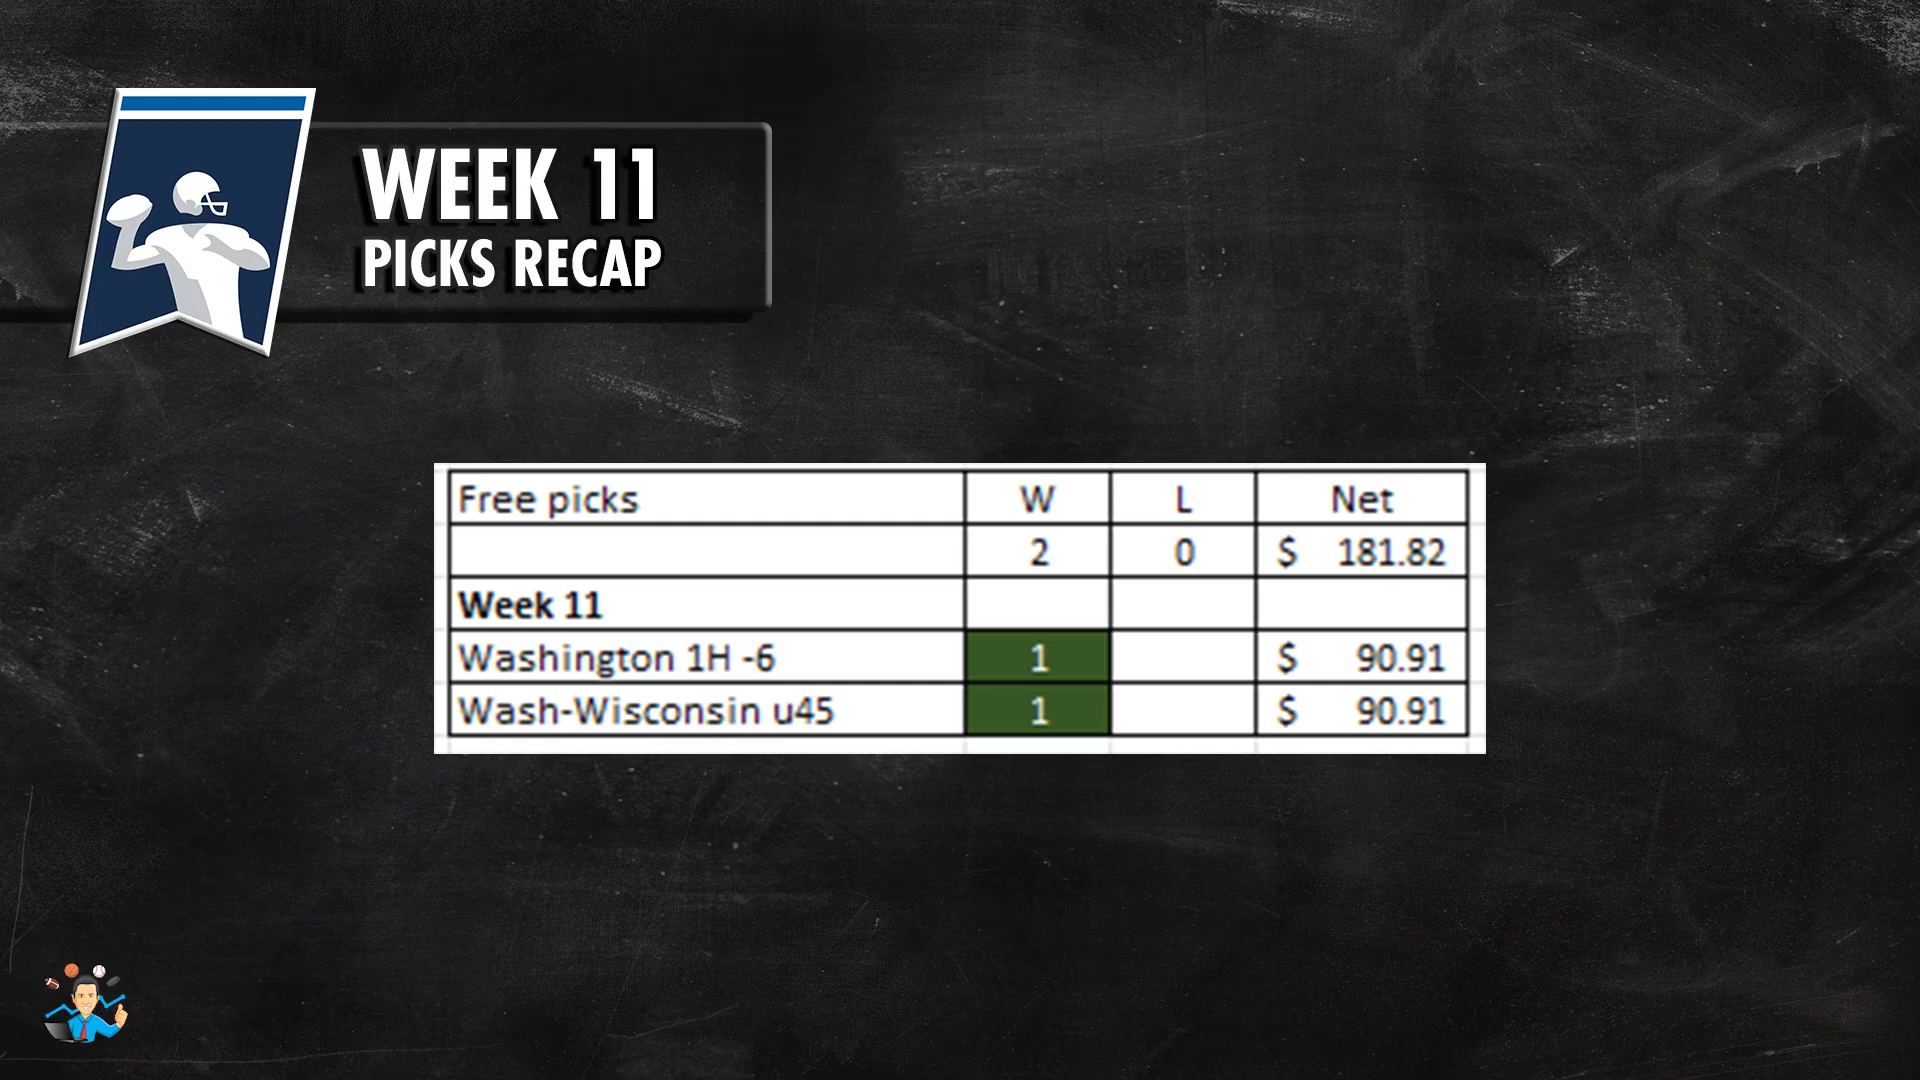 WEEK 11
PICKS RECAP
Free picks W L Net
2 0 $ 181.82
Week 11
Washington 1H -6 1 $ 90.91
Wash-Wisconsin u45 1 $ 90.91